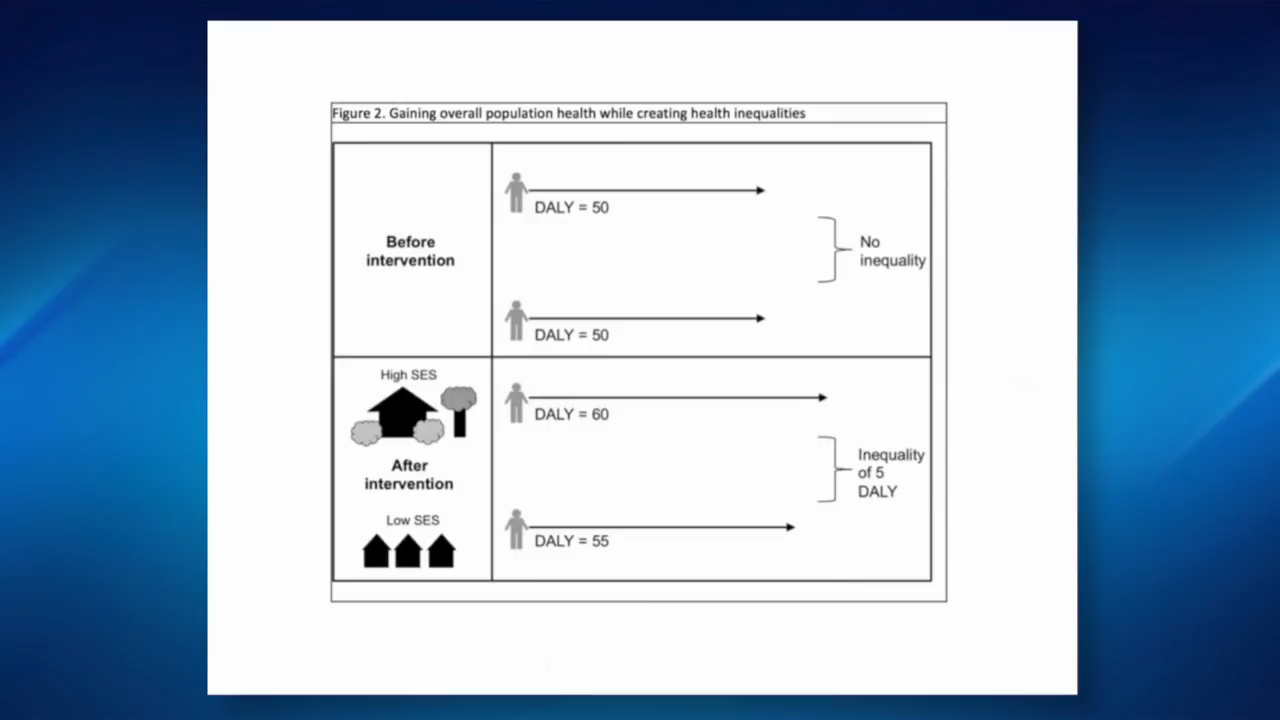 Figure 2. Gaining overall population health while creating health inequalities
Before
intervention
DALY = 50
No
inequality
DALY = 50
High SES
After
intervention
Low SES
DALY = 60
Inequality
of 5
DALY
DALY = 55